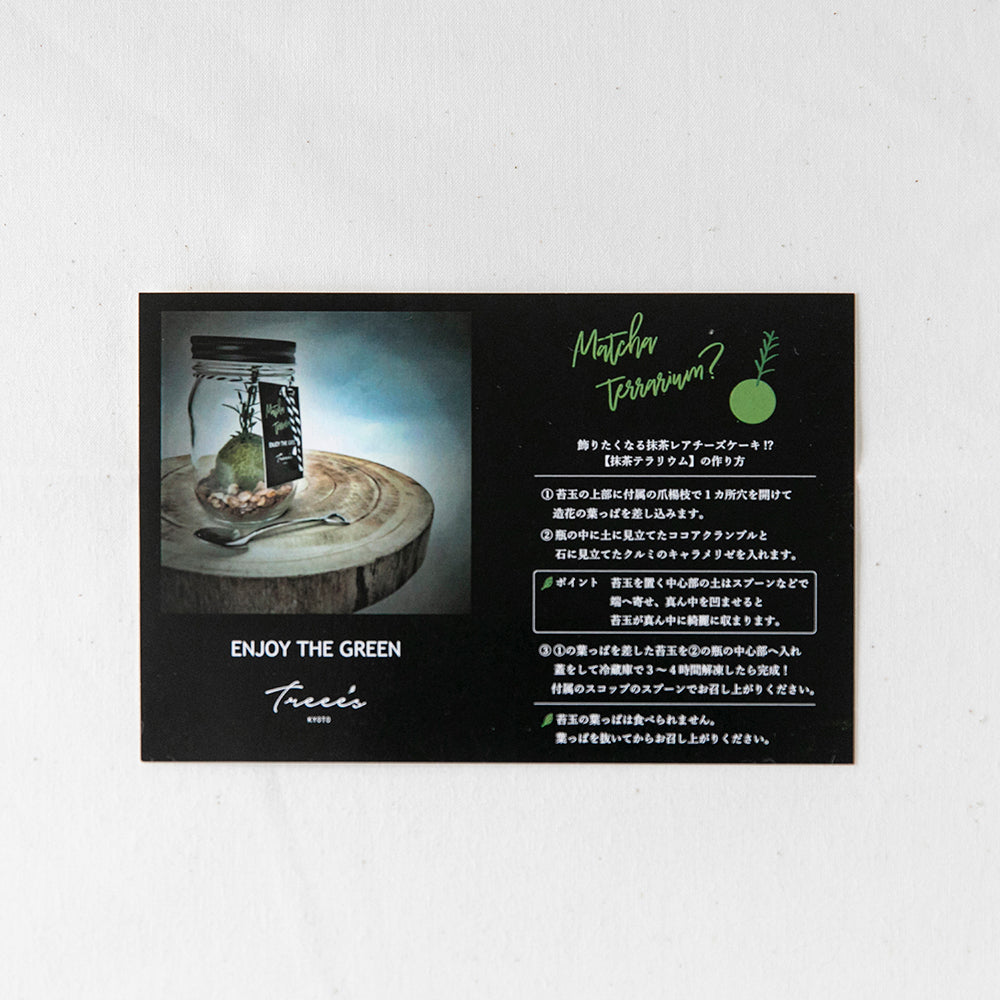 Matcha
Terrarium
ENJOY THE GREEN
Treee's
ENJOY THE GREEN
Treee's
KYOTO
Matcha
Terrarium?
飾りたくなる抹茶レアチーズケーキ!?
【抹茶テラリウム】の作り方
①苔玉の上部に付属の爪楊枝で1カ所穴を開けて
造花の葉っぱを差し込みます。
②瓶の中に土に見立てたココアクランブルと
石に見立てたクルミのキャラメリゼを入れます。
ポイント 苔玉を置く中心部の土はスプーンなどで
端へ寄せ、真ん中を凹ませると
苔玉が真ん中に綺麗に収まります。
③①の葉っぱを差した苔玉を②の瓶の中心部へ入れ
蓋をして冷蔵庫で3〜4時間解凍したら完成!
付属のスコップのスプーンでお召し上がりください。
苔玉の葉っぱは食べられません。
葉っぱを抜いてからお召し上がりください。